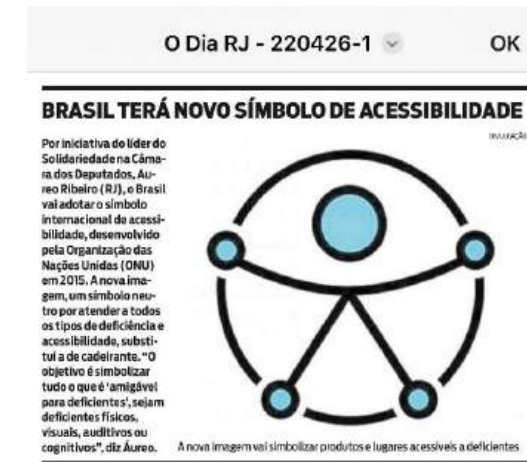 O Dia RJ - 220426-1
OK
BRASIL TERÁ NOVO SÍMBOLO DE ACESSIBILIDADE
DIVULGAÇÃO
Por iniciativa do líder do
Solidariedade na Câma-
ra dos Deputados, Áu-
reo Ribeiro (RJ), o Brasil
vai adotar o símbolo
internacional de acessi-
bilidade, desenvolvido
pela Organização das
Nações Unidas (ONU)
em 2015. A nova ima-
gem, um símbolo neu-
tro por atender a todos
os tipos de deficiência e
acessibilidade, substi-
tui a de cadeirante. "O
objetivo é simbolizar
tudo o que é 'amigável
para deficientes', sejam
deficientes físicos,
visuais, auditivos ou
cognitivos", diz Áureo.
A nova imagem vai simbolizar produtos e lugares acessíveis a deficientes